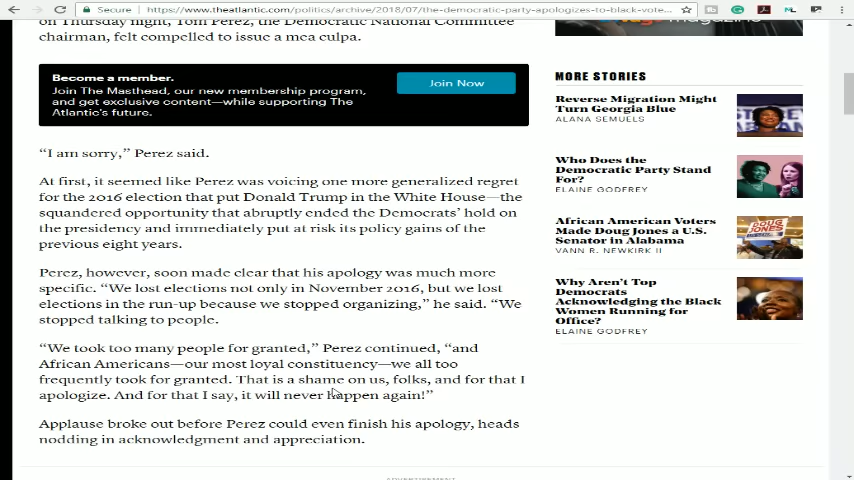 Secure
https://www.theatlantic.com/politics/archive/2018/07/the-democratic-party-apologizes-to-black-vote...
on Thursday night, Tom Perez, the Democratic National Committee
chairman, felt compelled to issue a mea culpa.
Become a member.
Join The Masthead, our new membership program,
and get exclusive content—while supporting The
Atlantic's future.
Join Now
“I am sorry,” Perez said.
At first, it seemed like Perez was voicing one more generalized regret
for the 2016 election that put Donald Trump in the White House—the
squandered opportunity that abruptly ended the Democrats’ hold on
the presidency and immediately put at risk its policy gains of the
previous eight years.
Perez, however, soon made clear that his apology was much more
specific. “We lost elections not only in November 2016, but we lost
elections in the run-up because we stopped organizing,” he said. “We
stopped talking to people.
“We took too many people for granted,” Perez continued, “and
African Americans—our most loyal constituency—we all too
frequently took for granted. That is a shame on us, folks, and for that I
apologize. And for that I say, it will never happen again!”
Applause broke out before Perez could even finish his apology, heads
nodding in acknowledgment and appreciation.
magazine
MORE STORIES
Reverse Migration Might
Turn Georgia Blue
ALANA SEMUELS
Who Does the
Democratic Party Stand
For?
ELAINE GODFREY
African American Voters
Made Doug Jones a U.S.
Senator in Alabama
VANN R. NEWKIRK II
DOUG
JONES
Why Aren't Top
Democrats
Acknowledging the Black
Women Running for
Office?
ELAINE GODFREY
ADVERTISEMENT